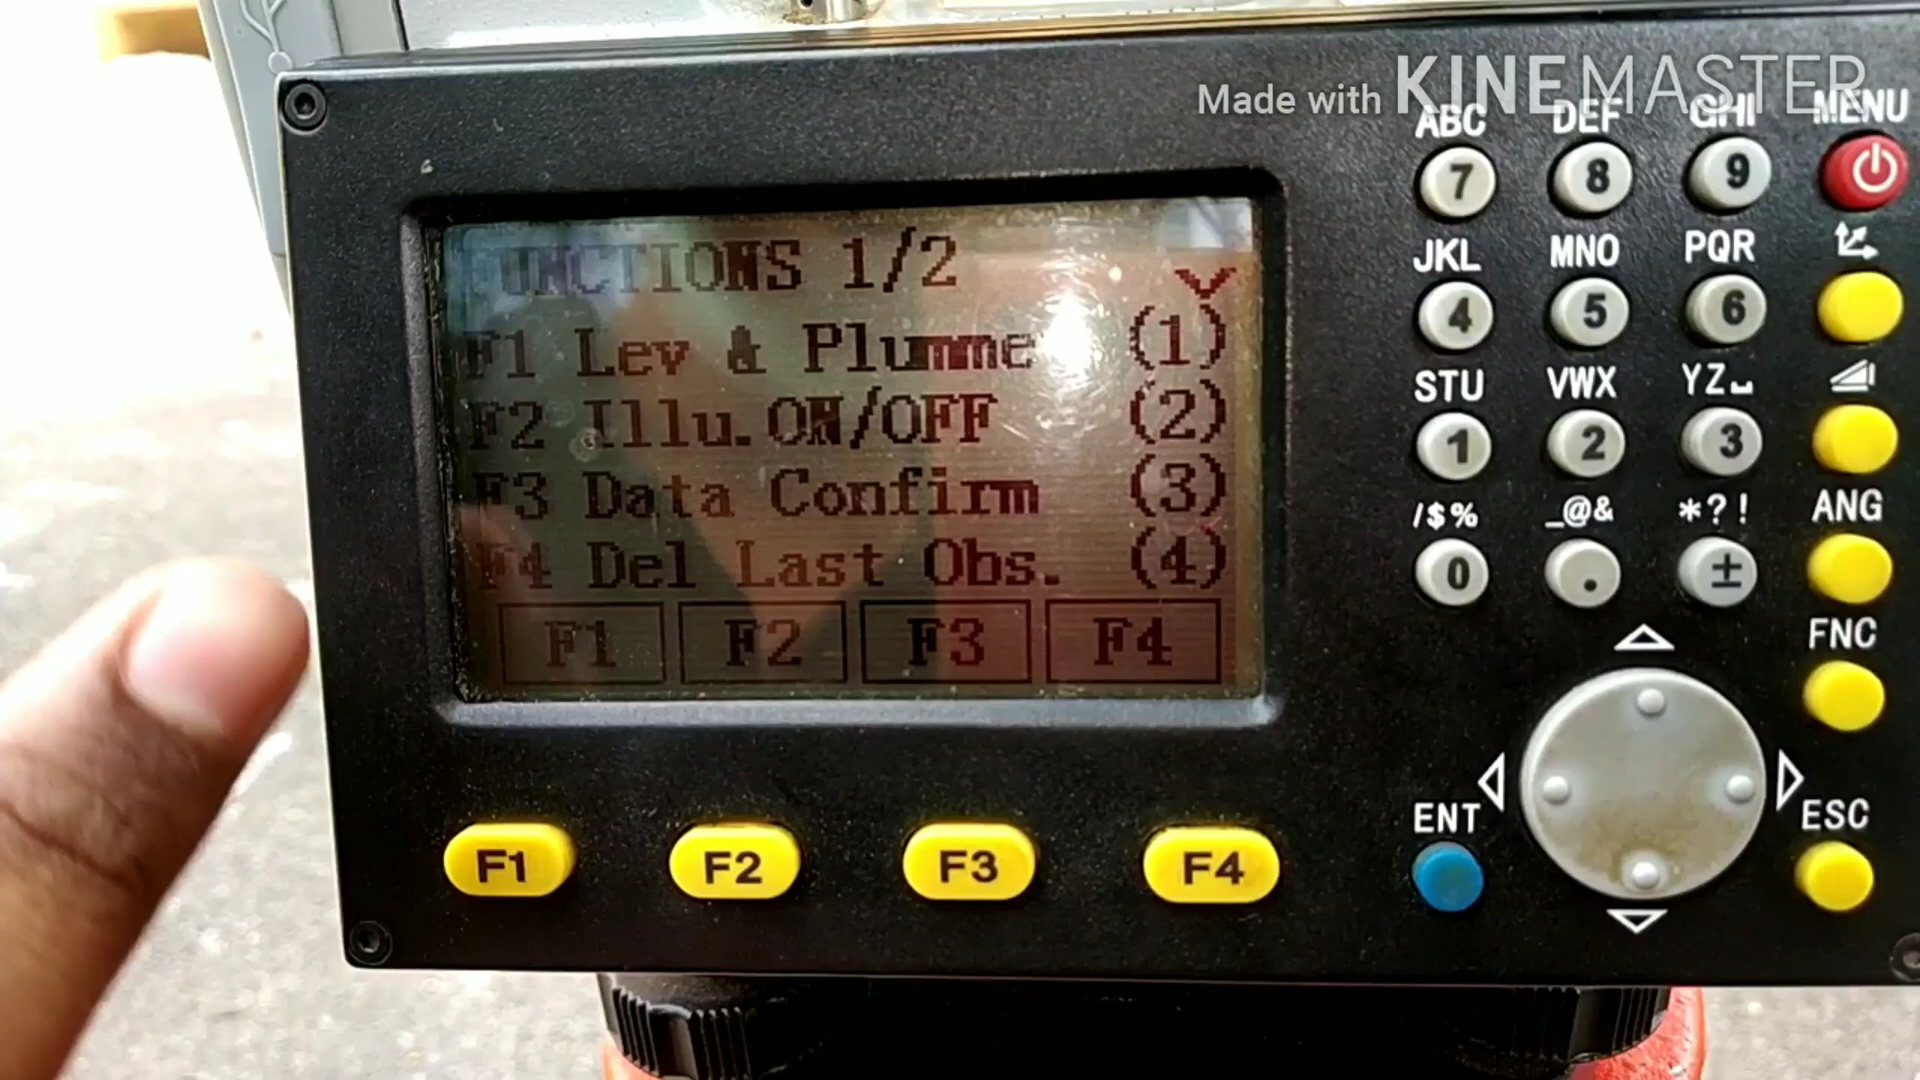 Made with KINEMASTER
FUNCTIONS 1/2
F1 Lev & Plumme (1)
F2 Illu.ON/OFF (2)
F3 Data Confirm (3)
F4 Del Last Obs. (4)
F1 F2 F3 F4
F1 F2 F3 F4
ABC DEF GHI MENU
7 8 9
JKL MNO PQR
4 5 6
STU VWX YZ␣
1 2 3
/$% _@& *?! ANG
0 . ±
FNC
ENT ESC